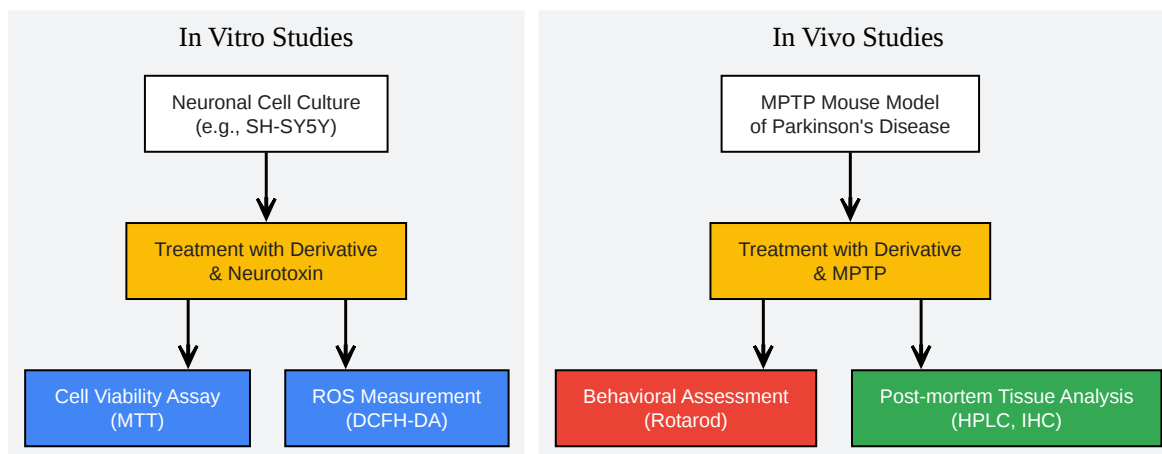 In Vitro Studies
Neuronal Cell Culture
(e.g., SH-SY5Y)
Treatment with Derivative
& Neurotoxin
Cell Viability Assay
(MTT)
ROS Measurement
(DCFH-DA)
In Vivo Studies
MPTP Mouse Model
of Parkinson's Disease
Treatment with Derivative
& MPTP
Behavioral Assessment
(Rotarod)
Post-mortem Tissue Analysis
(HPLC, IHC)